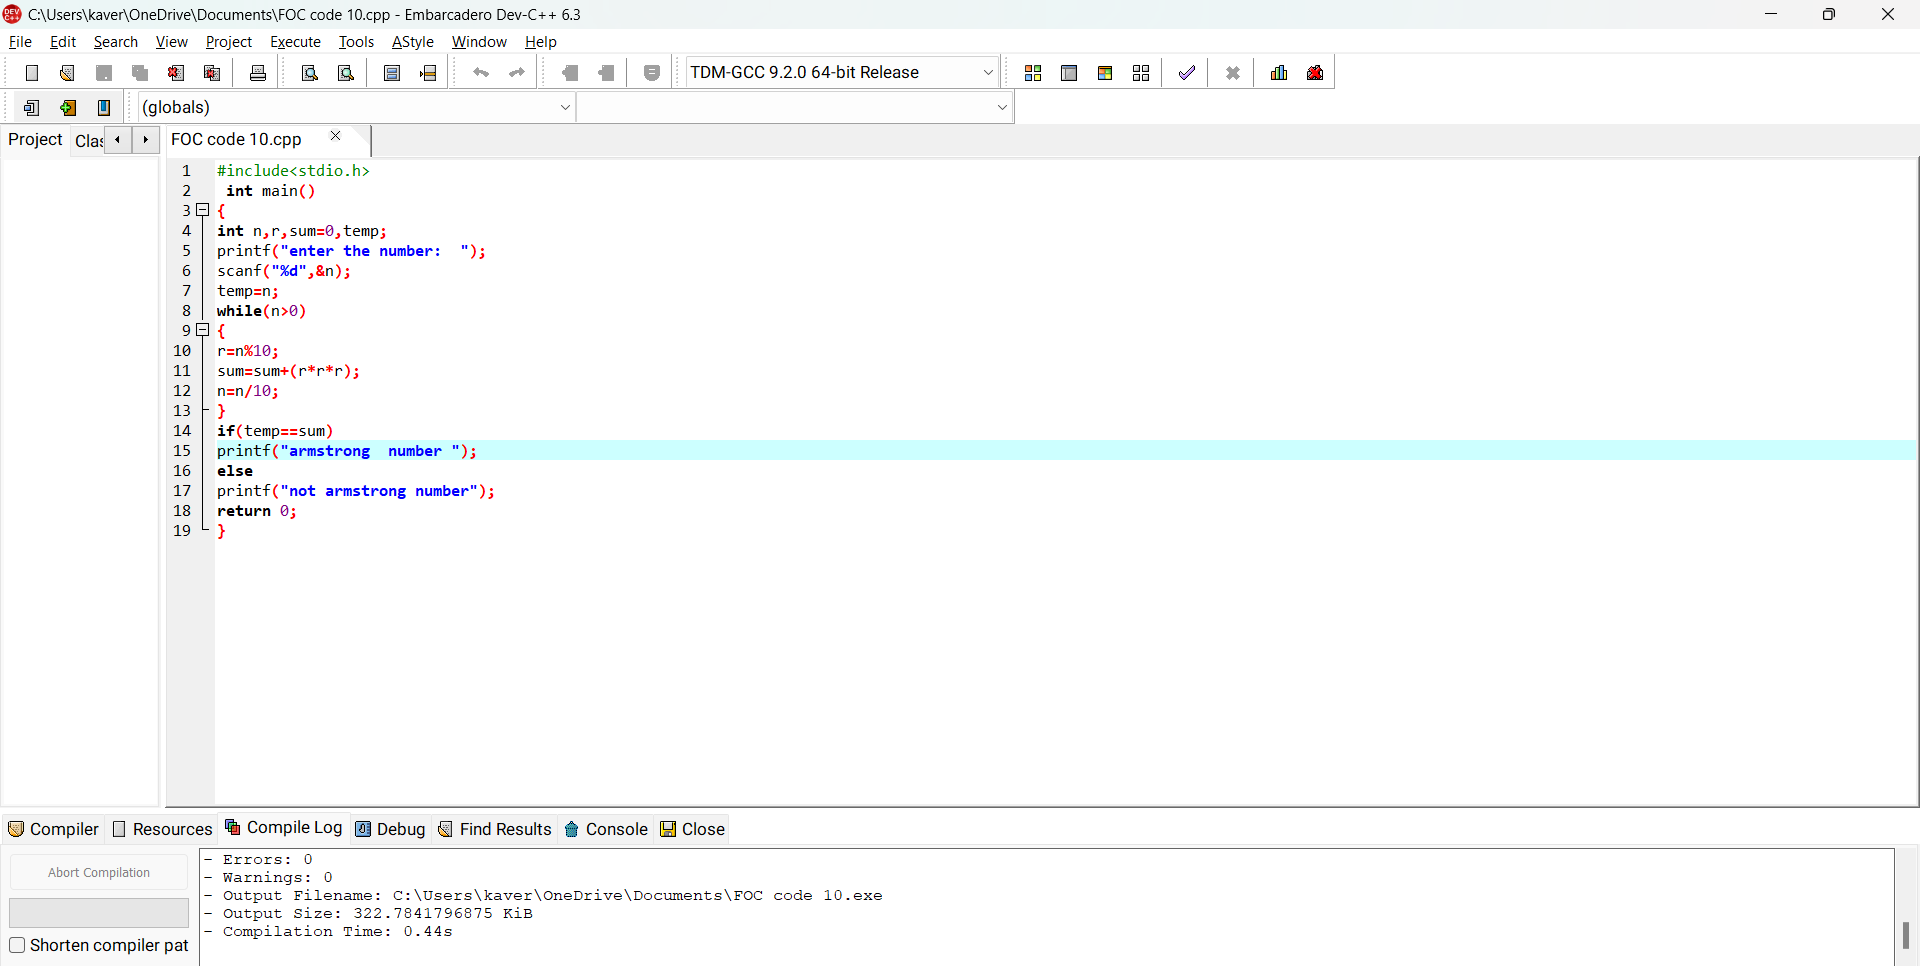 C:\Users\kaver\OneDrive\Documents\FOC code 10.cpp - Embarcadero Dev-C++ 6.3
File Edit Search View Project Execute Tools AStyle Window Help
TDM-GCC 9.2.0 64-bit Release
(globals)
Project Clas FOC code 10.cpp
1 #include<stdio.h>
2 int main()
3 {
4 int n,r,sum=0,temp;
5 printf("enter the number:  ");
6 scanf("%d",&n);
7 temp=n;
8 while(n>0)
9 {
10 r=n%10;
11 sum=sum+(r*r*r);
12 n=n/10;
13 }
14 if(temp==sum)
15 printf("armstrong  number ");
16 else
17 printf("not armstrong number");
18 return 0;
19 }
Compiler Resources Compile Log Debug Find Results Console Close
Abort Compilation
Shorten compiler pat
- Errors: 0
- Warnings: 0
- Output Filename: C:\Users\kaver\OneDrive\Documents\FOC code 10.exe
- Output Size: 322.7841796875 KiB
- Compilation Time: 0.44s